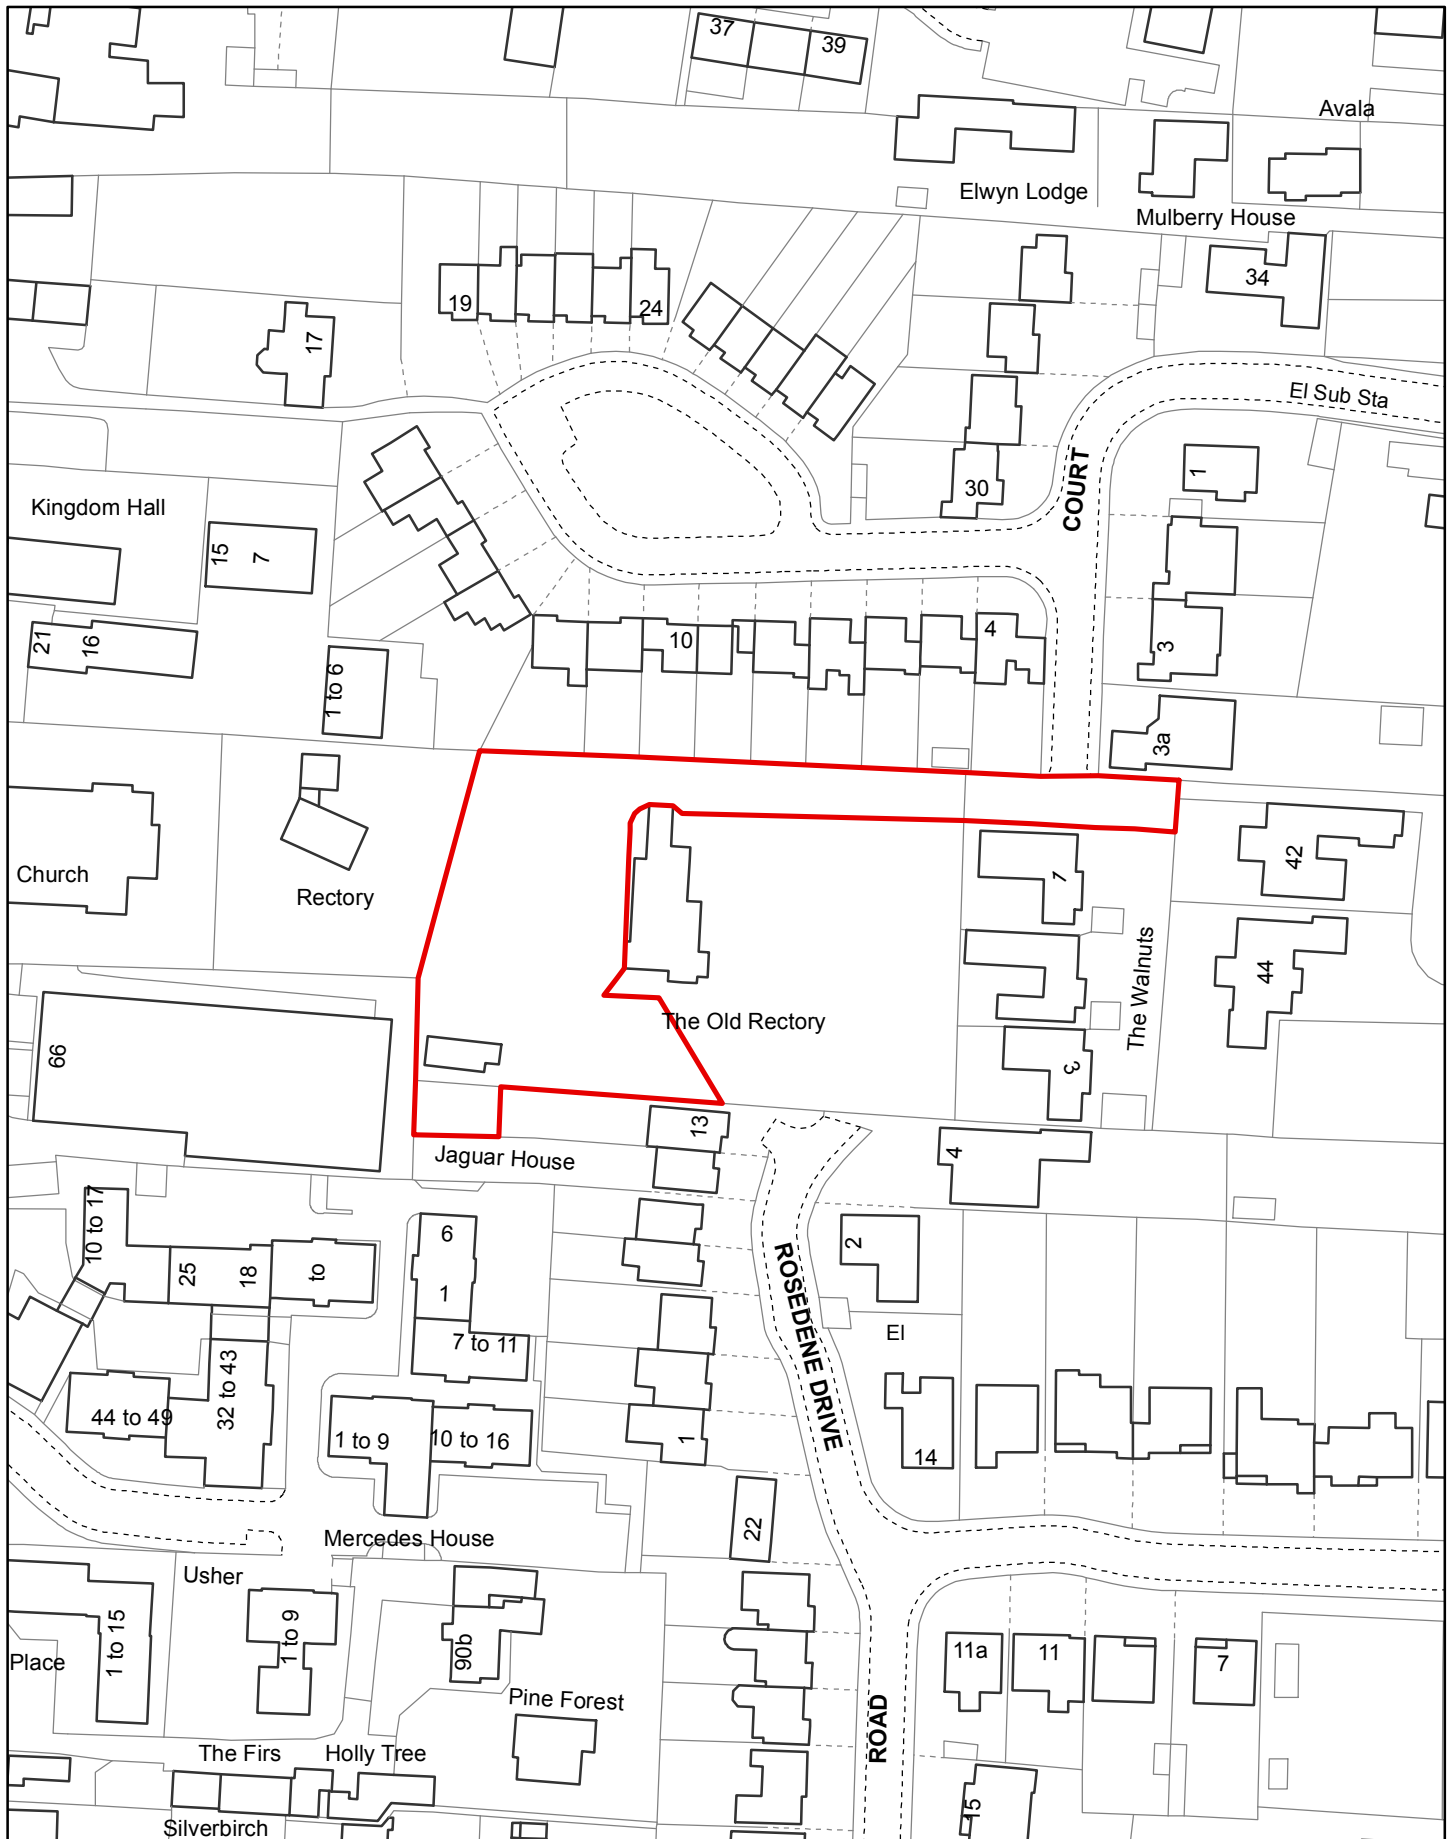 37
39
Avala
Elwyn Lodge
Mulberry House
34
19
24
17
El Sub Sta
COURT
1
30
Kingdom Hall
15
7
21
16
10
4
3
1 to 6
3a
Church
Rectory
42
1
The Walnuts
44
The Old Rectory
66
3
13
4
Jaguar House
10 to 17
6
2
25
18
to
1
ROSEDENE DRIVE
El
7 to 11
32 to 43
44 to 49
1 to 9
10 to 16
1
14
22
Mercedes House
Usher
1 to 15
1 to 9
90b
11a
11
7
Place
Pine Forest
ROAD
The Firs
Holly Tree
15
Silverbirch